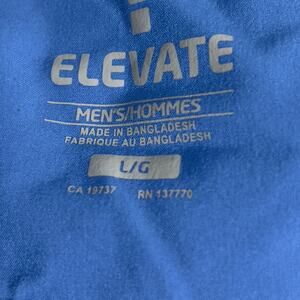 ELEVATE
MEN'S/HOMMES
MADE IN BANGLADESH
FABRIQUE AU BANGLADESH
L/G
CA 19737 RN 137770